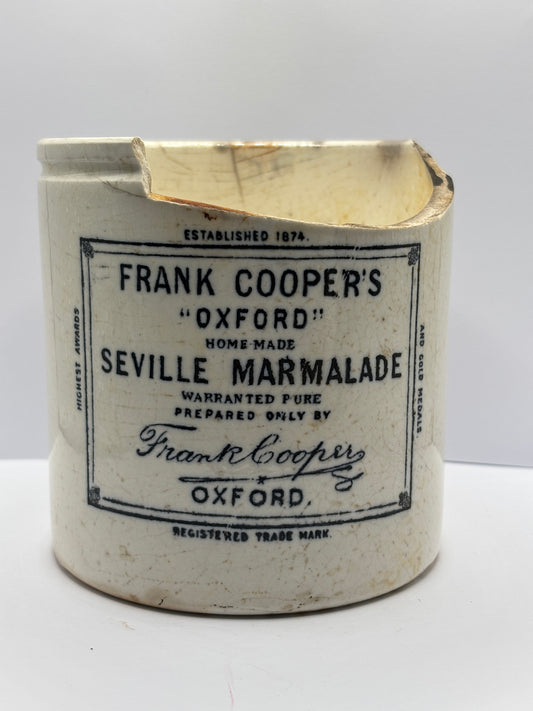 ESTABLISHED 1874.
FRANK COOPER'S
"OXFORD"
HOME-MADE
SEVILLE MARMALADE
WARRANTED PURE
PREPARED ONLY BY
Frank Cooper
OXFORD.
REGISTERED TRADE MARK.
HIGHEST AWARDS
AND GOLD MEDALS.